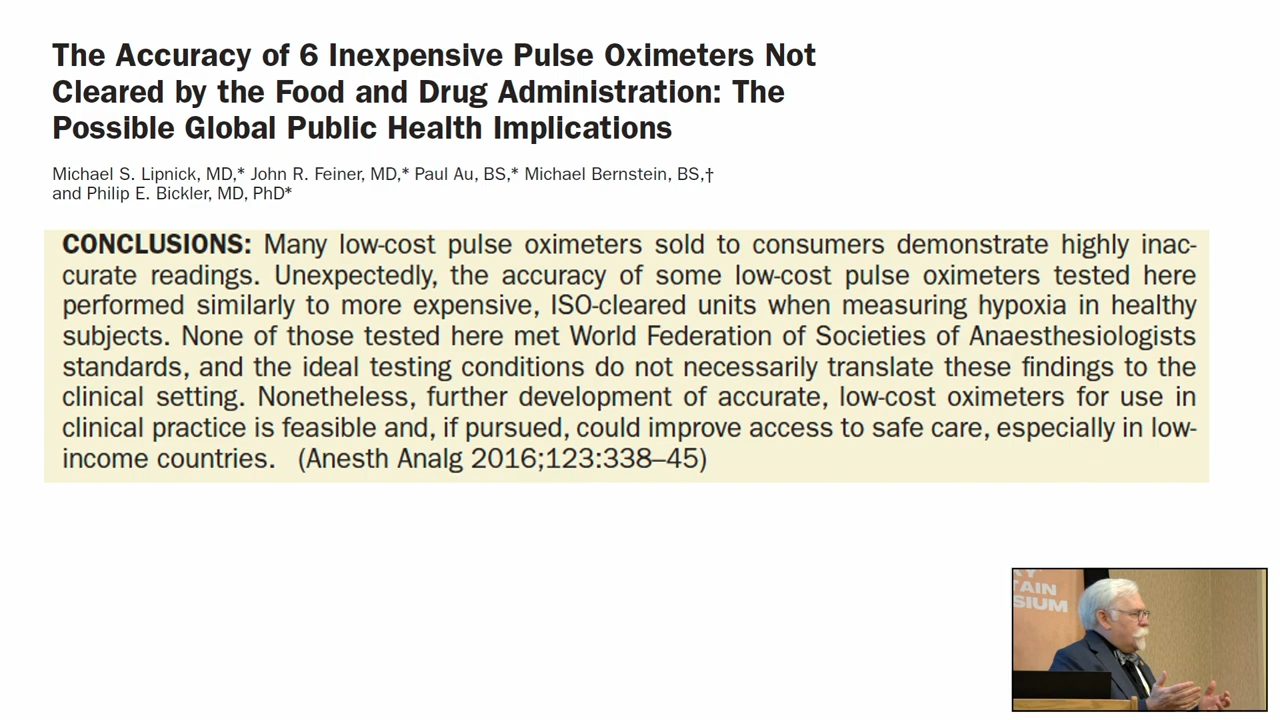 The Accuracy of 6 Inexpensive Pulse Oximeters Not
Cleared by the Food and Drug Administration: The
Possible Global Public Health Implications
Michael S. Lipnick, MD,* John R. Feiner, MD,* Paul Au, BS,* Michael Bernstein, BS,†
and Philip E. Bickler, MD, PhD*
CONCLUSIONS: Many low-cost pulse oximeters sold to consumers demonstrate highly inac-
curate readings. Unexpectedly, the accuracy of some low-cost pulse oximeters tested here
performed similarly to more expensive, ISO-cleared units when measuring hypoxia in healthy
subjects. None of those tested here met World Federation of Societies of Anaesthesiologists
standards, and the ideal testing conditions do not necessarily translate these findings to the
clinical setting. Nonetheless, further development of accurate, low-cost oximeters for use in
clinical practice is feasible and, if pursued, could improve access to safe care, especially in low-
income countries. (Anesth Analg 2016;123:338–45)
TAIN
SIUM